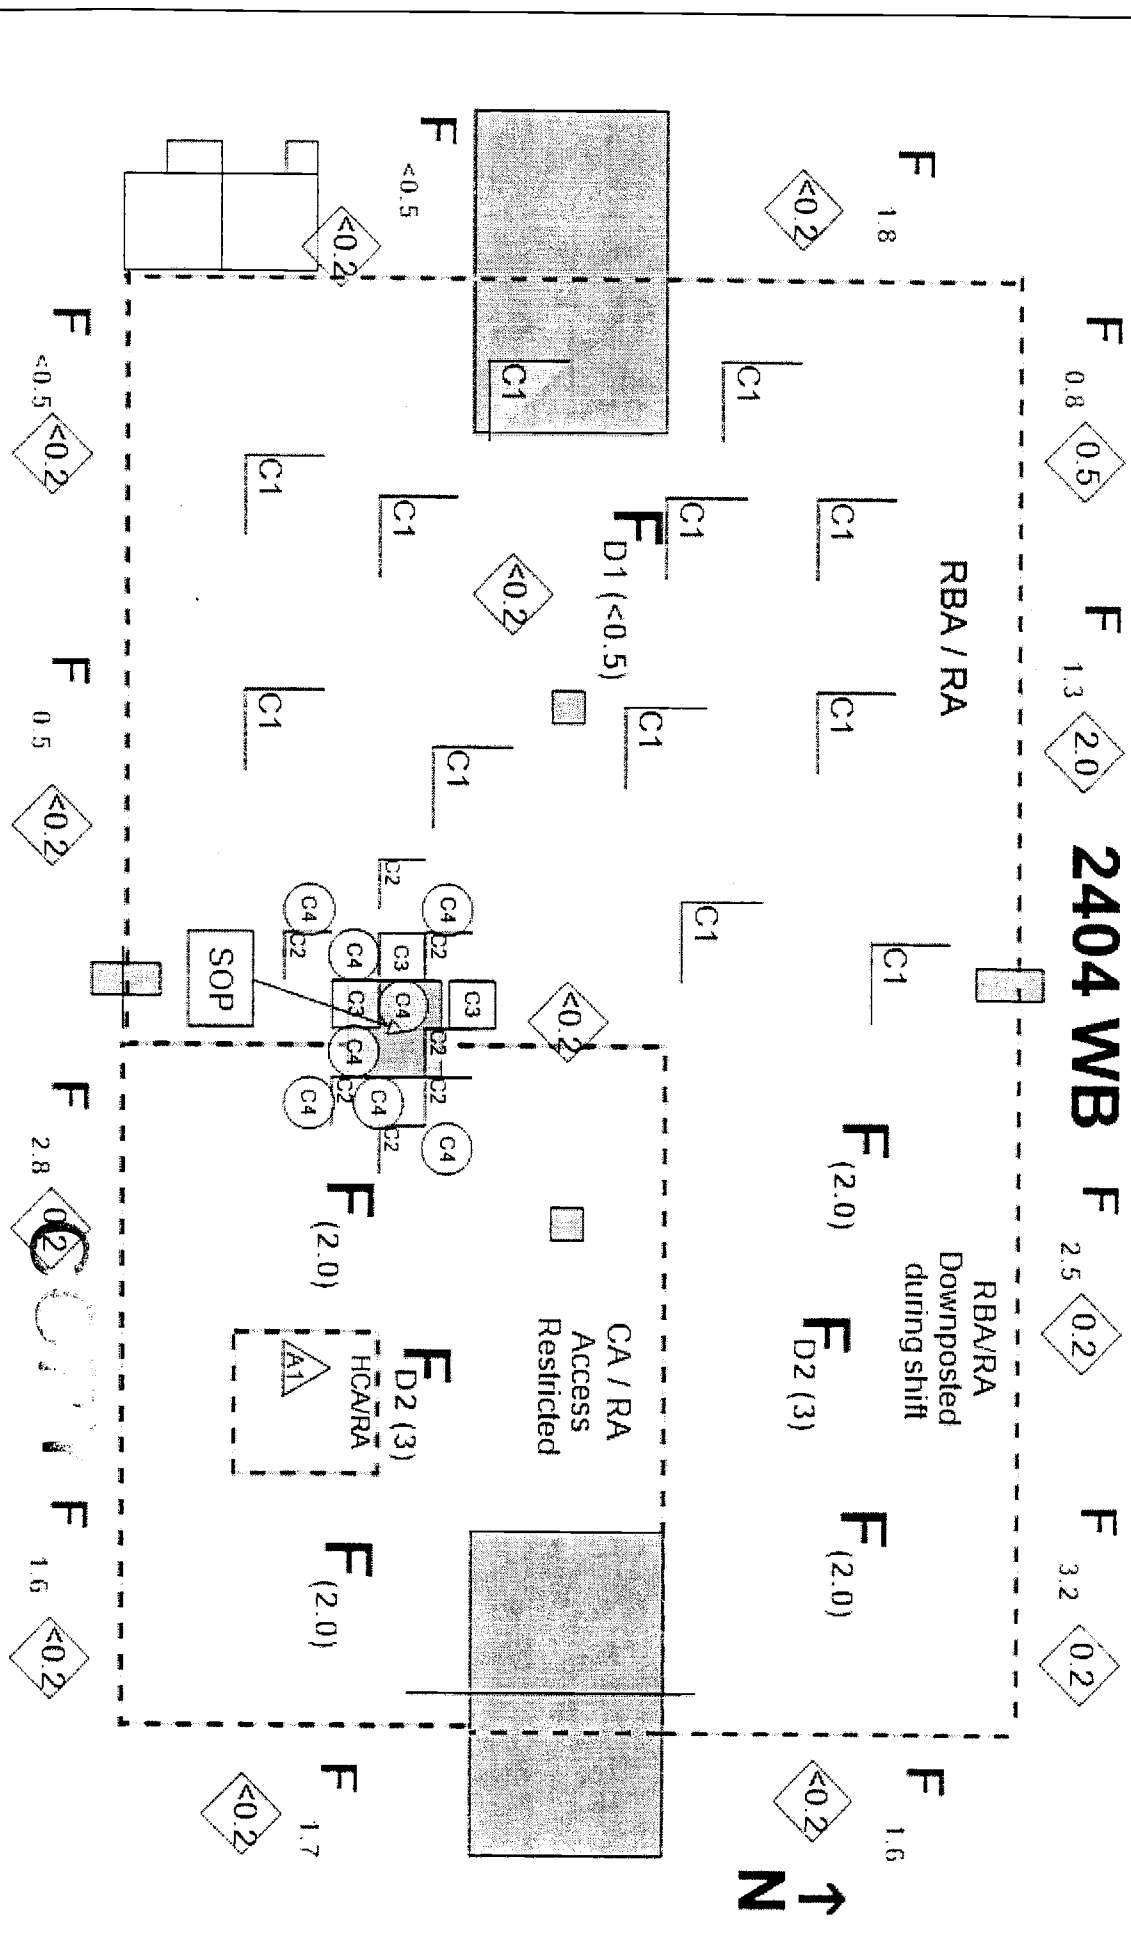 2404 WB
F
F
F
F
0.8
0.5
1.3
2.0
2.5
0.2
3.2
0.2
F
1.8
<0.2
RBA / RA
RBA/RA
Downposted
during shift
F
1.6
<0.2
C1
C1
C1
C1
C1
C1
C1
C1
C1
C1
C1
C1
F
D1 (<0.5)
<0.2
F
(2.0)
F
D2 (3)
F
(2.0)
<0.2
CA / RA
Access
Restricted
F
<0.5
<0.2
C3
C4
C2
C4
C2
C2
C4
C2
C3
C4
C2
C4
C4
C2
C3
C4
C2
C4
C2
SOP
F
(2.0)
F
D2 (3)
HCA/RA
A1
F
(2.0)
F
1.7
<0.2
F
<0.5
<0.2
F
0.5
<0.2
F
2.8
0.2
F
1.6
<0.2
↑
N